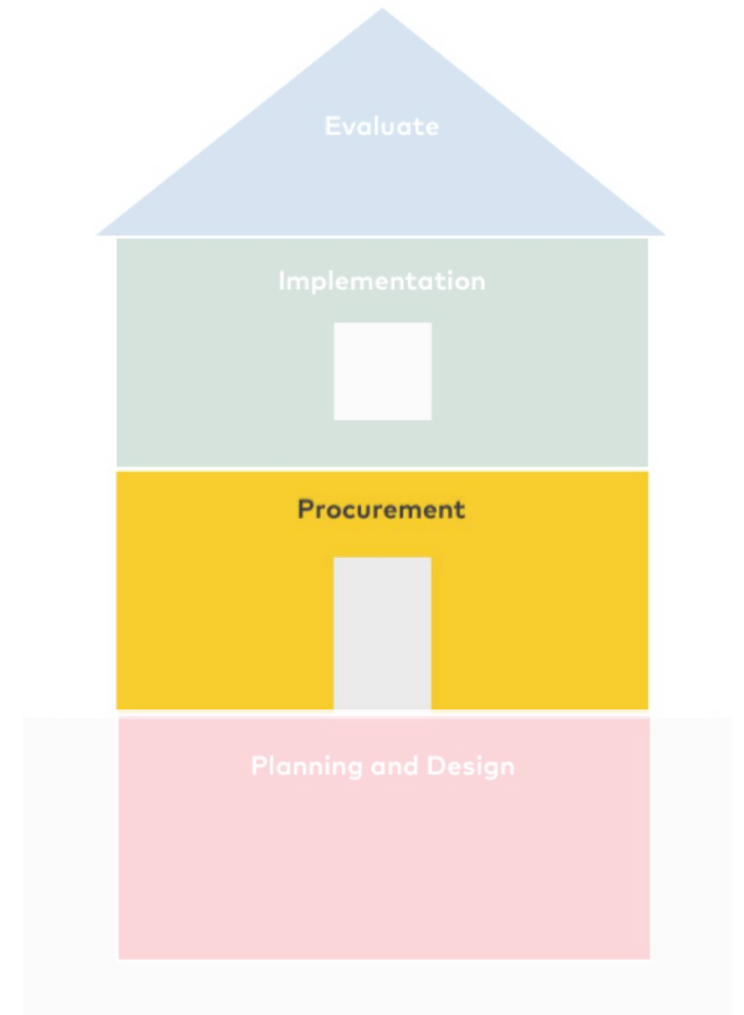 Evaluate
Implementation
Procurement
Planning and Design